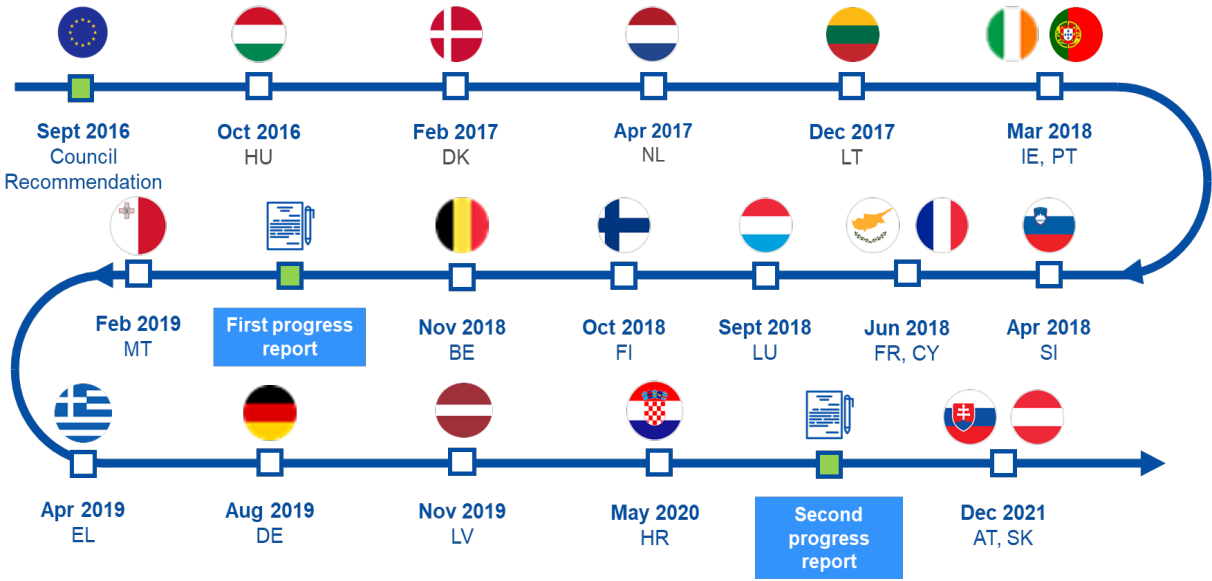 Sept 2016
Council
Recommendation
Oct 2016
HU
Feb 2017
DK
Apr 2017
NL
Dec 2017
LT
Mar 2018
IE, PT
Feb 2019
MT
First progress
report
Nov 2018
BE
Oct 2018
FI
Sept 2018
LU
Jun 2018
FR, CY
Apr 2018
SI
Apr 2019
EL
Aug 2019
DE
Nov 2019
LV
May 2020
HR
Second
progress
report
Dec 2021
AT, SK